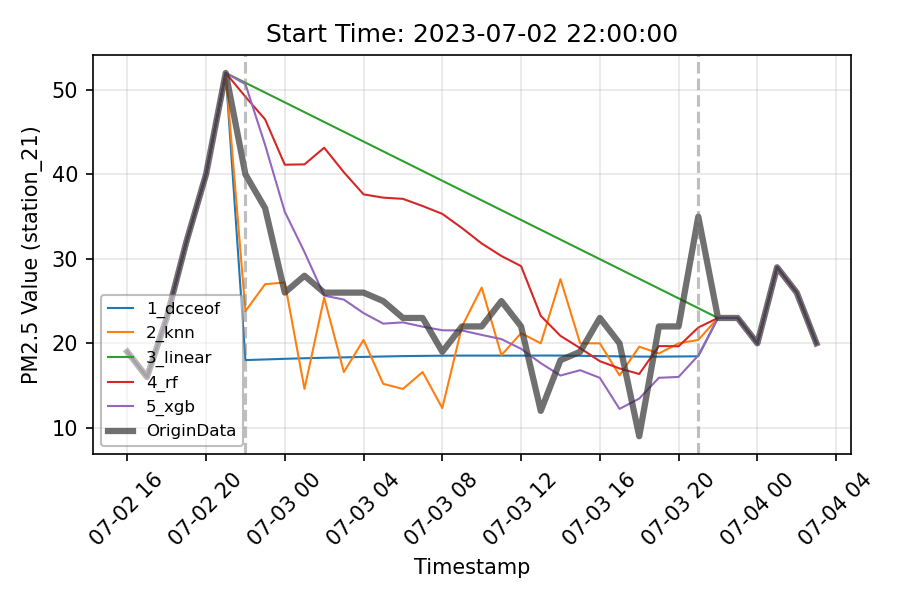 Start Time: 2023-07-02 22:00:00
PM2.5 Value (station_21)
50
40
30
20
10
1_dcceof
2_knn
3_linear
4_rf
5_xgb
OriginData
07-02 16
07-02 20
07-03 00
07-03 04
07-03 08
07-03 12
07-03 16
07-03 20
07-04 00
07-04 04
Timestamp